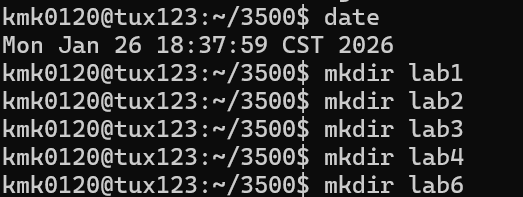 kmk0120@tux123:~/3500$ date
Mon Jan 26 18:37:59 CST 2026
kmk0120@tux123:~/3500$ mkdir lab1
kmk0120@tux123:~/3500$ mkdir lab2
kmk0120@tux123:~/3500$ mkdir lab3
kmk0120@tux123:~/3500$ mkdir lab4
kmk0120@tux123:~/3500$ mkdir lab6